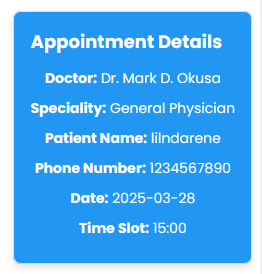 Appointment Details
Doctor: Dr. Mark D. Okusa
Speciality: General Physician
Patient Name: lilndarene
Phone Number: 1234567890
Date: 2025-03-28
Time Slot: 15:00